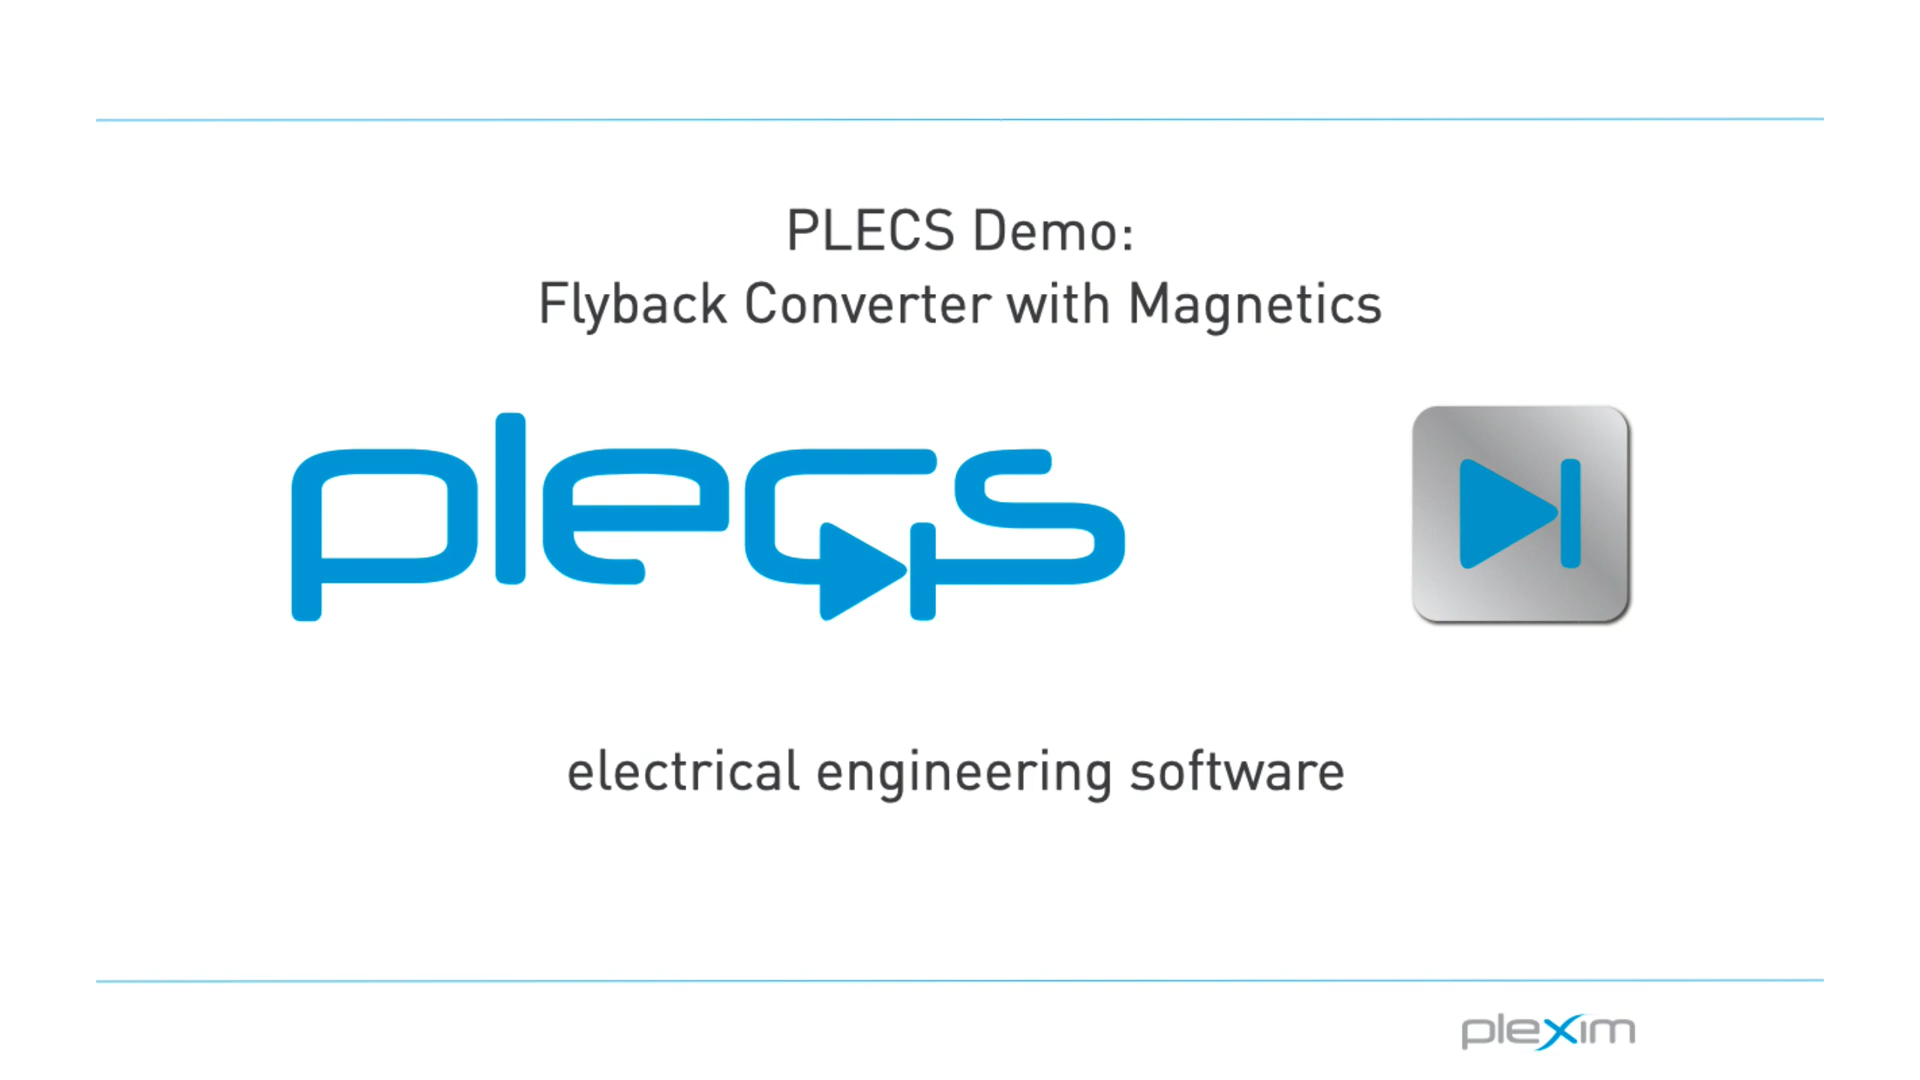 PLECS Demo:
Flyback Converter with Magnetics
plecs
electrical engineering software
plexim